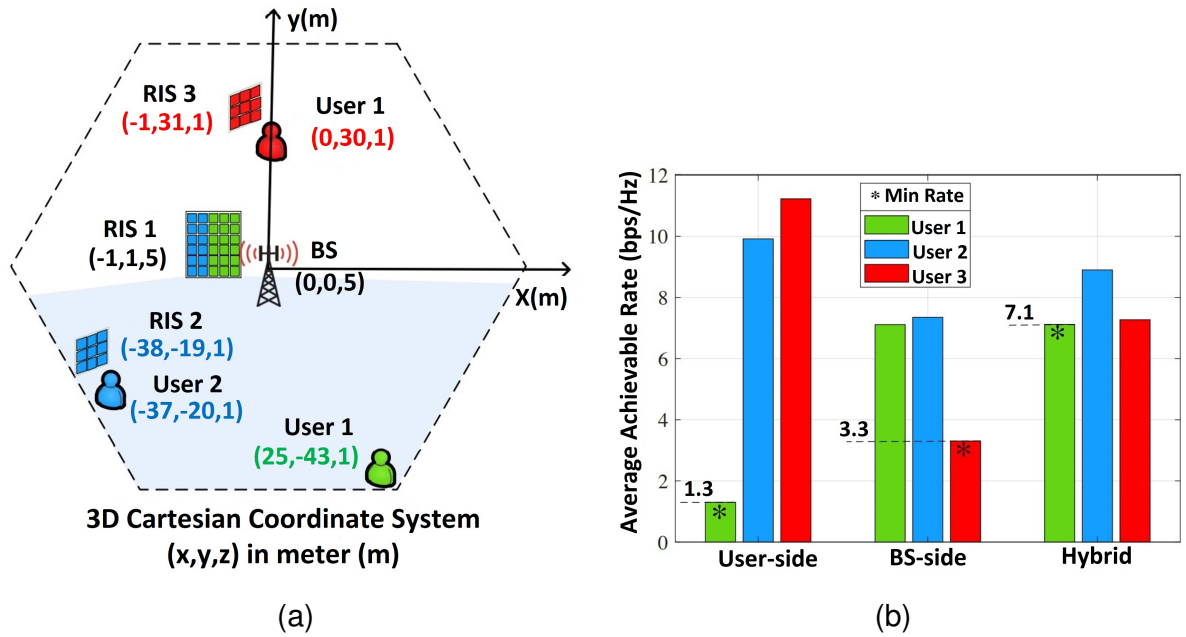 y(m)
RIS 3
(-1,31,1)
User 1
(0,30,1)
RIS 1
(-1,1,5)
BS
(0,0,5)
X(m)
RIS 2
(-38,-19,1)
User 2
(-37,-20,1)
User 1
(25,-43,1)
3D Cartesian Coordinate System
(x,y,z) in meter (m)
(a)
Average Achievable Rate (bps/Hz)
12
10
8
6
4
2
0
* Min Rate
User 1
User 2
User 3
1.3
*
3.3
*
7.1
*
User-side
BS-side
Hybrid
(b)